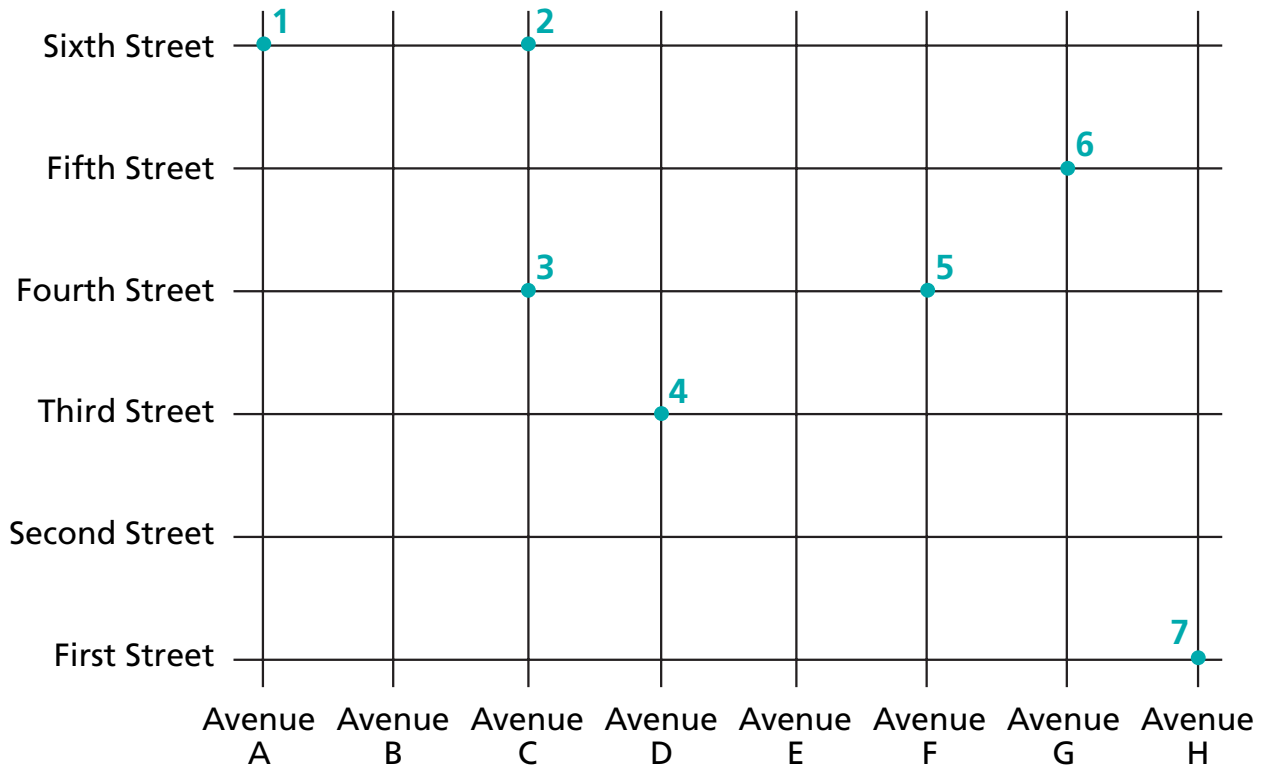 1
2
Sixth Street
6
Fifth Street
3
5
Fourth Street
4
Third Street
Second Street
7
First Street
Avenue A
Avenue B
Avenue C
Avenue D
Avenue E
Avenue F
Avenue G
Avenue H